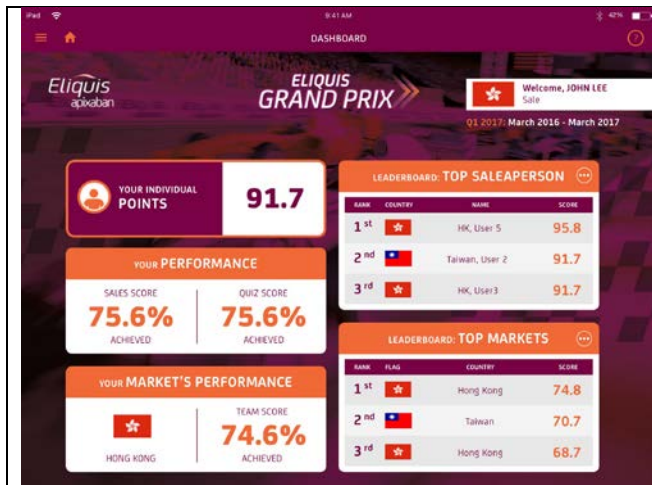 iPad 9:41 AM 42%
DASHBOARD ?
Eliquis
apixaban
ELIQUIS
GRAND PRIX
Welcome, JOHN LEE
Sale
Q1 2017: March 2016 - March 2017
YOUR INDIVIDUAL
POINTS
91.7
YOUR PERFORMANCE
SALES SCORE QUIZ SCORE
75.6% 75.6%
ACHIEVED ACHIEVED
YOUR MARKET'S PERFORMANCE
TEAM SCORE
74.6%
HONG KONG ACHIEVED
LEADERBOARD: TOP SALEAPERSON
RANK COUNTRY NAME SCORE
1st HK, User 5 95.8
2nd Taiwan, User 2 91.7
3rd HK, User3 91.7
LEADERBOARD: TOP MARKETS
RANK FLAG COUNTRY SCORE
1st Hong Kong 74.8
2nd Taiwan 70.7
3rd Hong Kong 68.7